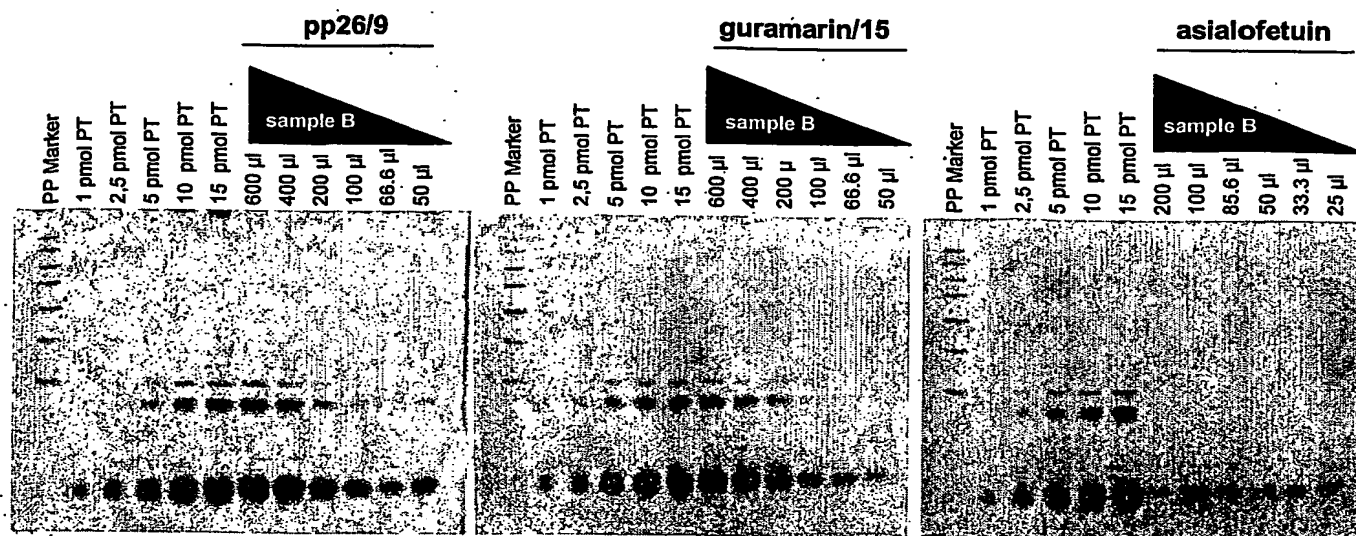 pp26/9
guramarin/15
asialofetuin
sample B
sample B
sample B
PP Marker
1 pmol PT
2,5 pmol PT
5 pmol PT
10 pmol PT
15 pmol PT
600 µl
400 µl
200 µl
100 µl
66.6 µl
50 µl
PP Marker
1 pmol PT
2,5 pmol PT
5 pmol PT
10 pmol PT
15 pmol PT
600 µl
400 µl
200 µ
100 µl
66.6 µl
50 µl
PP Marker
1 pmol PT
2,5 pmol PT
5 pmol PT
10 pmol PT
15 pmol PT
200 µl
100 µl
85.6 µl
50 µl
33.3 µl
25 µl